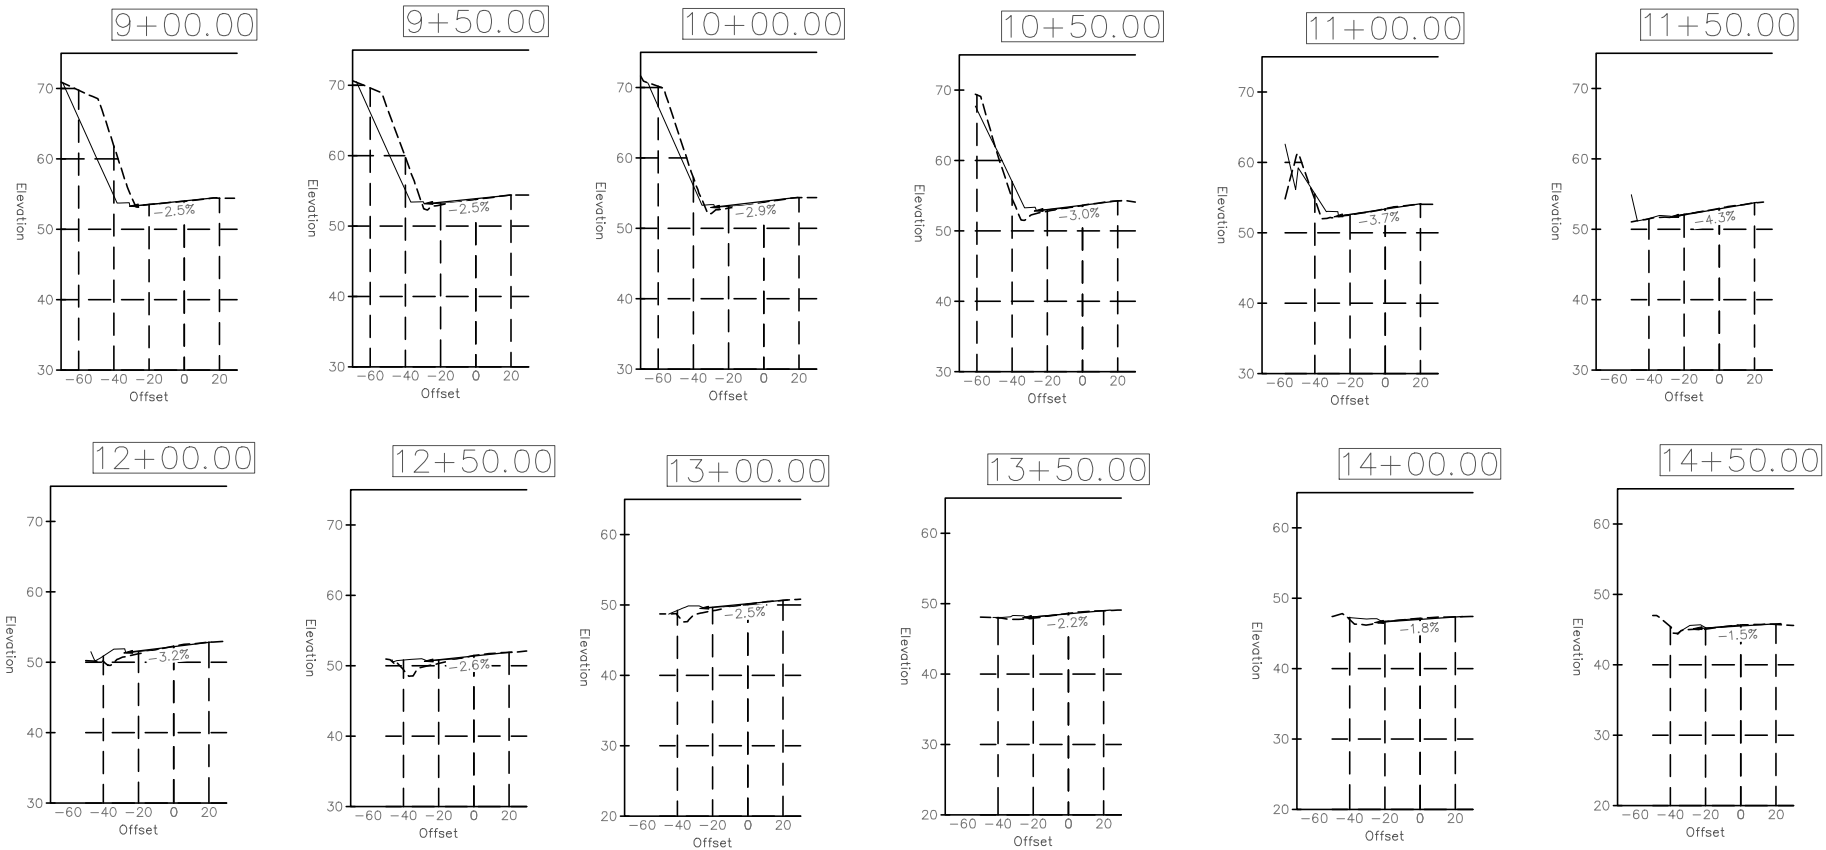 9+00.00
70
60
50
40
30
Elevation
-2.5%
-60 -40 -20 0 20
Offset
9+50.00
70
60
50
40
30
Elevation
-2.5%
-60 -40 -20 0 20
Offset
10+00.00
70
60
50
40
30
Elevation
-2.9%
-60 -40 -20 0 20
Offset
10+50.00
70
60
50
40
30
Elevation
-3.0%
-60 -40 -20 0 20
Offset
11+00.00
70
60
50
40
30
Elevation
-3.7%
-60 -40 -20 0 20
Offset
11+50.00
70
60
50
40
30
Elevation
-4.3%
-60 -40 -20 0 20
Offset
12+00.00
70
60
50
40
30
Elevation
-3.2%
-60 -40 -20 0 20
Offset
12+50.00
70
60
50
40
30
Elevation
-2.6%
-60 -40 -20 0 20
Offset
13+00.00
60
50
40
30
20
Elevation
-2.5%
-60 -40 -20 0 20
Offset
13+50.00
60
50
40
30
20
Elevation
-2.2%
-60 -40 -20 0 20
Offset
14+00.00
60
50
40
30
20
Elevation
-1.8%
-60 -40 -20 0 20
Offset
14+50.00
60
50
40
30
20
Elevation
-1.5%
-60 -40 -20 0 20
Offset